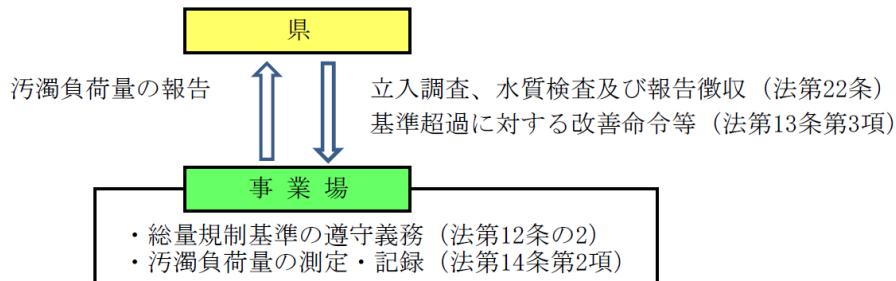 県
汚濁負荷量の報告
立入調査、水質検査及び報告徴収（法第22条）
基準超過に対する改善命令等（法第13条第3項）
事 業 場
・総量規制基準の遵守義務（法第12条の2）
・汚濁負荷量の測定・記録（法第14条第2項）